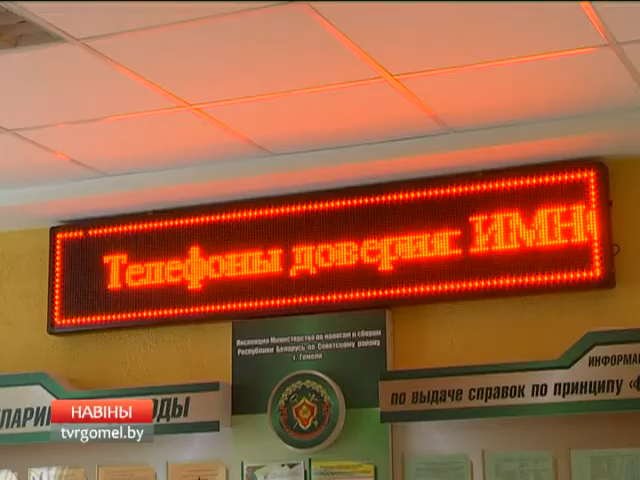 Телефоны доверия: ИМН
Инспекция Министерства по налогам и сборам
Республики Беларусь по Советскому району
г. Гомеля
ИНФОРМА
по выдаче справок по принципу «
ЛАРИ ОДЫ
НАВІНЫ
tvrgomel.by